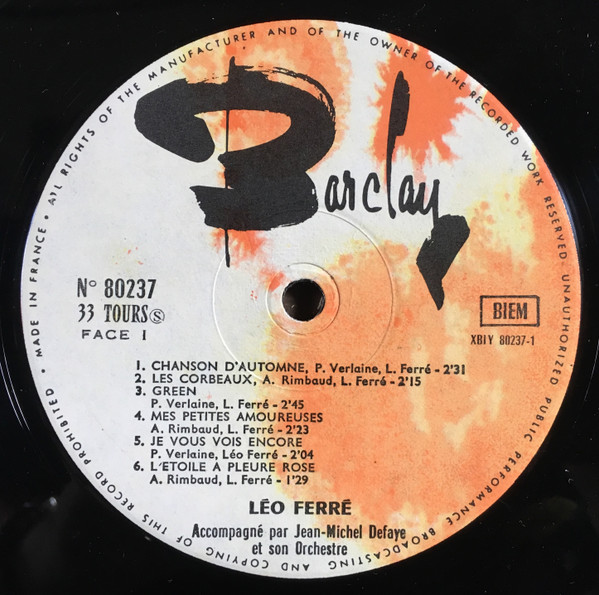 MADE IN FRANCE • ALL RIGHTS OF THE MANUFACTURER AND OF THE OWNER OF THE RECORDED WORK RESERVED. UNAUTHORIZED PUBLIC PERFORMANCE BROADCASTING AND COPYING OF THIS RECORD PROHIBITED •
Barclay
N° 80237
33 TOURS Ⓢ
FACE 1
BIEM
XBIY 80237-1
1. CHANSON D'AUTOMNE, P. Verlaine, L. Ferré - 2'31
2. LES CORBEAUX, A. Rimbaud, L. Ferré - 2'15
3. GREEN
P. Verlaine, L. Ferré - 2'45
4. MES PETITES AMOUREUSES
A. Rimbaud, L. Ferré - 2'23
5. JE VOUS VOIS ENCORE
P. Verlaine, Léo Ferré - 2'04
6. L'ETOILE A PLEURE ROSE
A. Rimbaud, L. Ferré - 1'29
LÉO FERRÉ
Accompagné par Jean-Michel Defaye
et son Orchestre